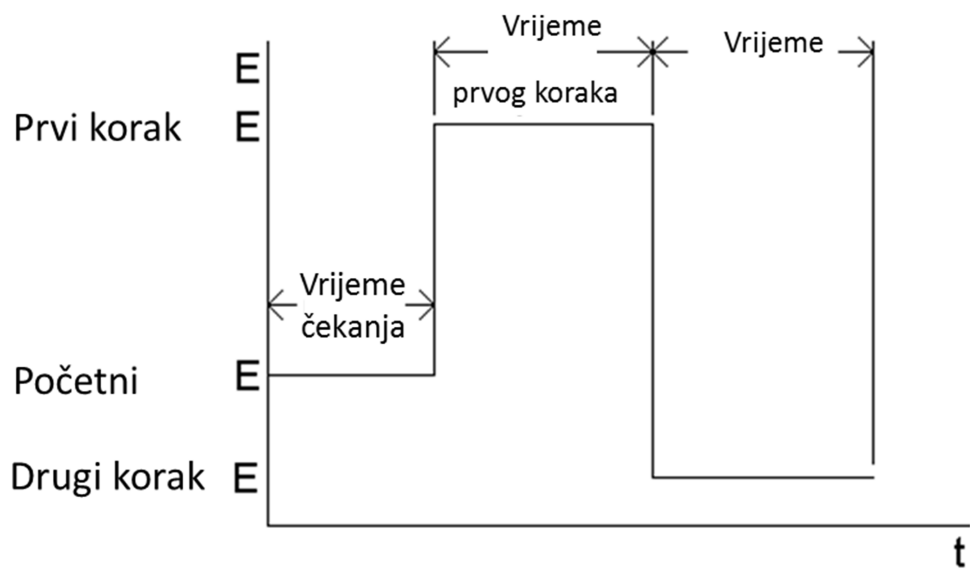 Vrijeme
Vrijeme
E
prvog koraka
Prvi korak E
Vrijeme
čekanja
Početni E
Drugi korak E
t